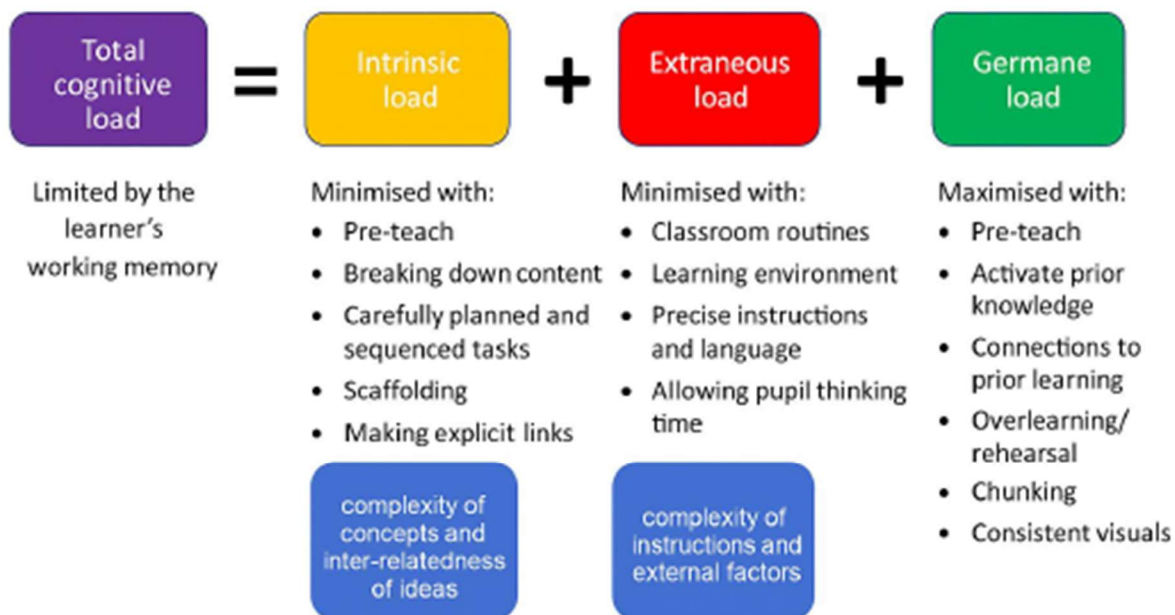 Total
cognitive
load
=
Intrinsic
load
+
Extraneous
load
+
Germane
load
Limited by the
learner's
working memory
Minimised with:
• Pre-teach
• Breaking down content
• Carefully planned and
sequenced tasks
• Scaffolding
• Making explicit links
complexity of
concepts and
inter-relatedness
of ideas
Minimised with:
• Classroom routines
• Learning environment
• Precise instructions
and language
• Allowing pupil thinking
time
complexity of
instructions and
external factors
Maximised with:
• Pre-teach
• Activate prior
knowledge
• Connections to
prior learning
• Overlearning/
rehearsal
• Chunking
• Consistent visuals